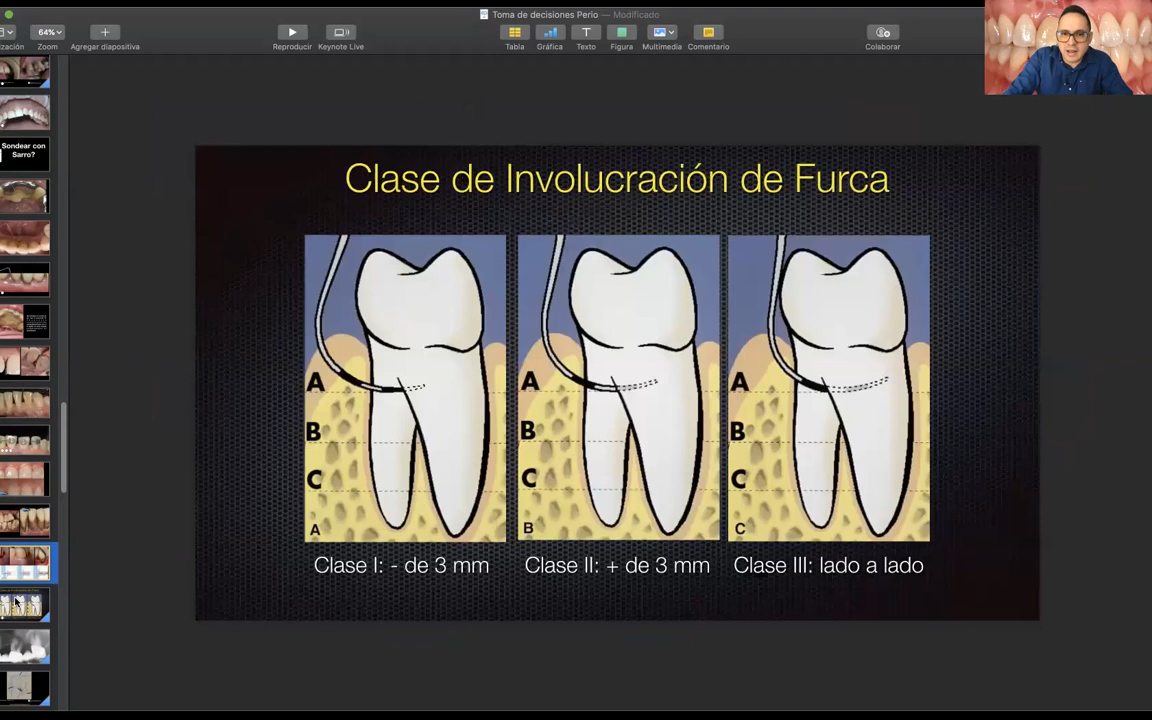 Toma de decisiones Perio — Modificado
64%
ización
Zoom
Agregar diapositiva
Reproducir
Keynote Live
Tabla
Gráfica
Texto
Figura
Multimedia
Comentario
Colaborar
Sondear con
Sarro?
Clase de Involucración de Furca
A
B
C
A
A
B
C
B
A
B
C
C
Clase I: - de 3 mm
Clase II: + de 3 mm
Clase III: lado a lado